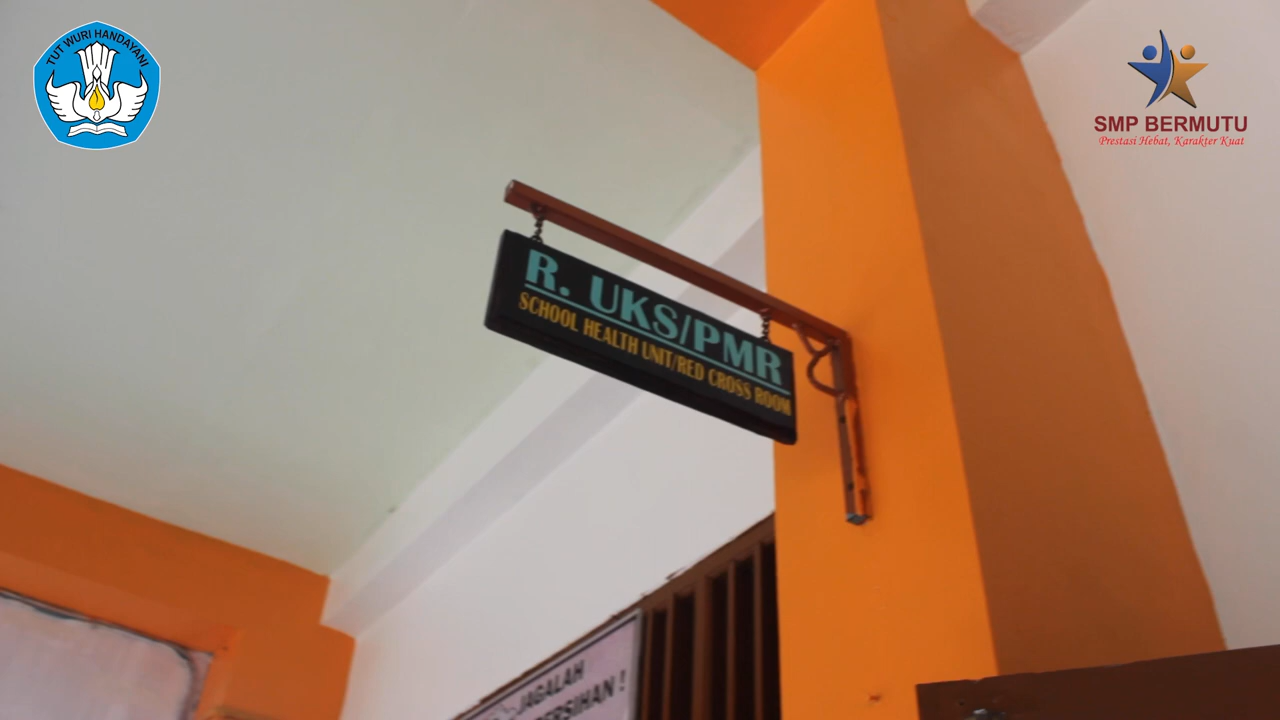 TUT WURI HANDAYANI
SMP BERMUTU
Prestasi Hebat, Karakter Kuat
R. UKS/PMR
SCHOOL HEALTH UNIT/RED CROSS ROOM
JAGALAH